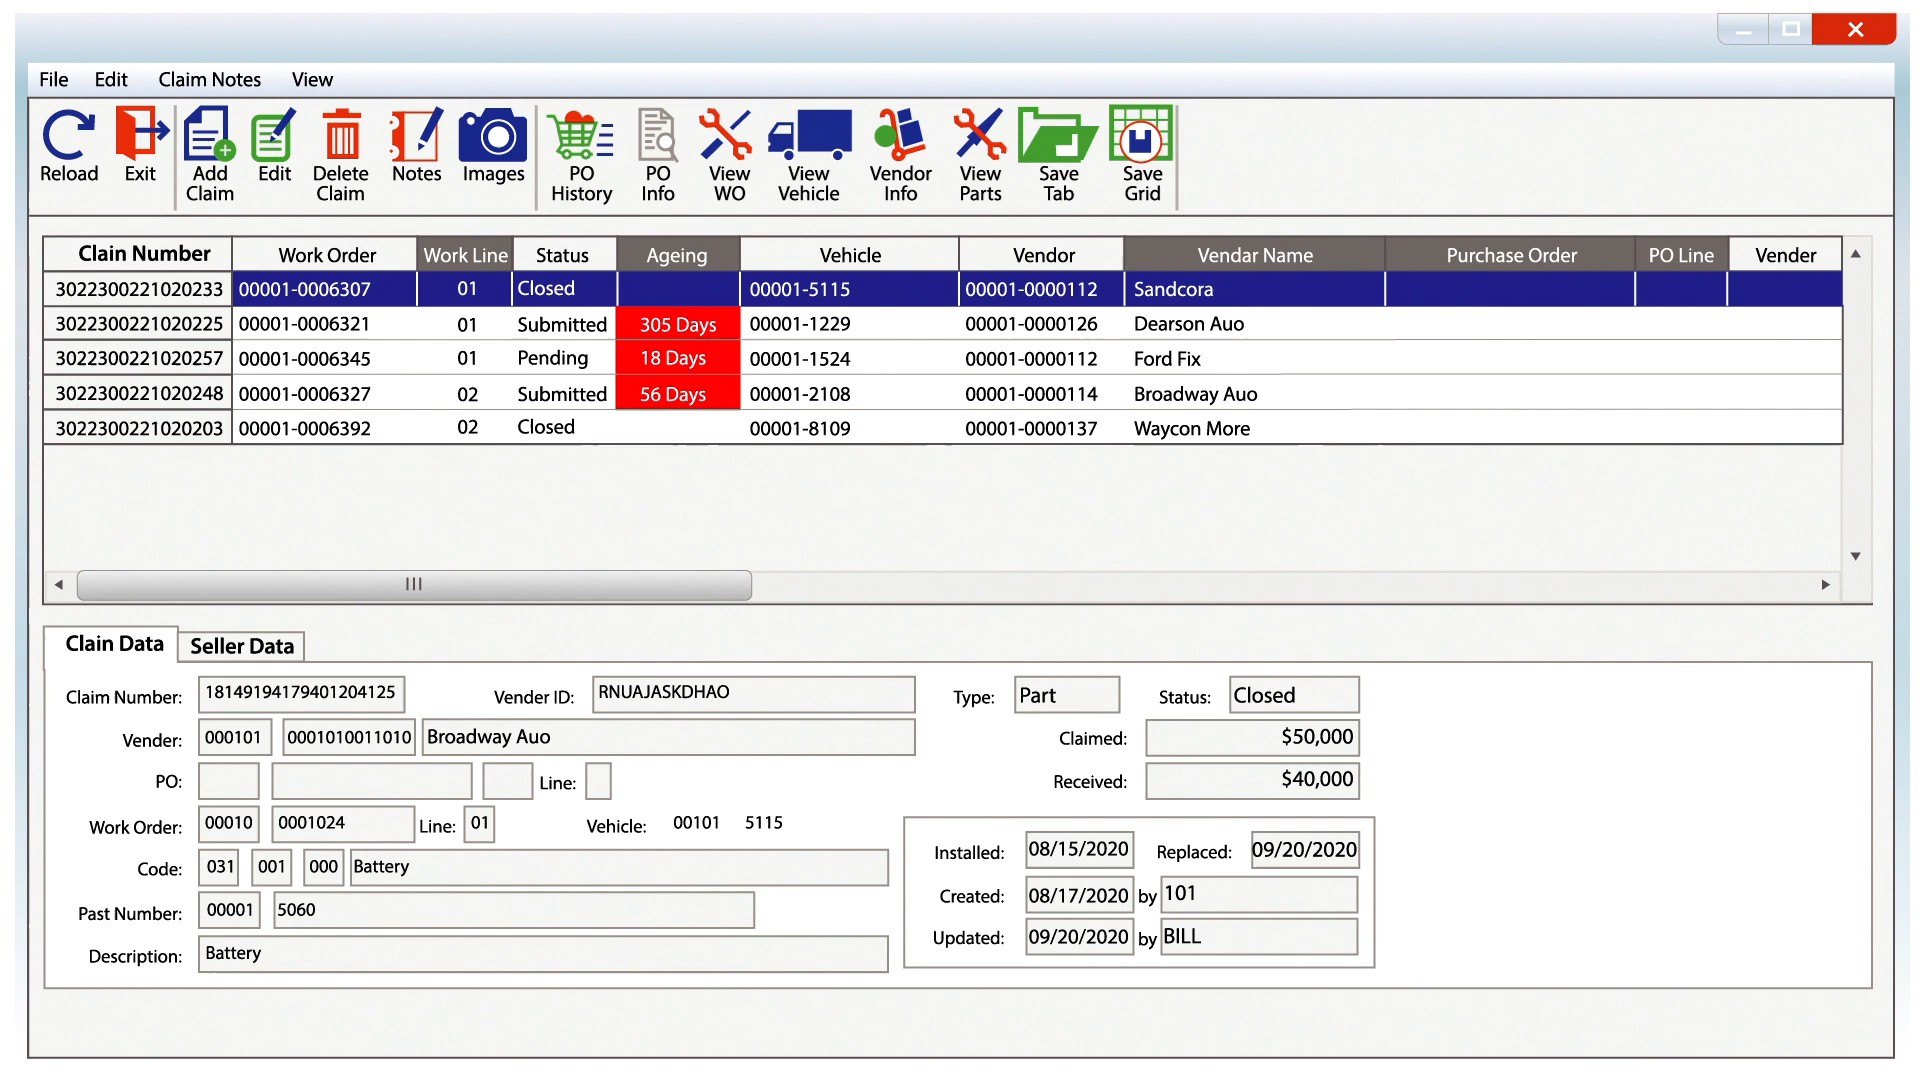 File Edit Claim Notes View
Reload Exit Add Claim Edit Delete Claim Notes Images PO History PO Info View WO View Vehicle Vendor Info View Parts Save Tab Save Grid
Clain Number Work Order Work Line Status Ageing Vehicle Vendor Vendar Name Purchase Order PO Line Vender
3022300221020233 00001-0006307 01 Closed 00001-5115 00001-0000112 Sandcora
3022300221020225 00001-0006321 01 Submitted 305 Days 00001-1229 00001-0000126 Dearson Auo
3022300221020257 00001-0006345 01 Pending 18 Days 00001-1524 00001-0000112 Ford Fix
3022300221020248 00001-0006327 02 Submitted 56 Days 00001-2108 00001-0000114 Broadway Auo
3022300221020203 00001-0006392 02 Closed 00001-8109 00001-0000137 Waycon More
Clain Data Seller Data
Claim Number: 18149194179401204125 Vender ID: RNUAJASKDHAO Type: Part Status: Closed
Vender: 000101 0001010011010 Broadway Auo Claimed: $50,000
PO: Line: Received: $40,000
Work Order: 00010 0001024 Line: 01 Vehicle: 00101 5115
Installed: 08/15/2020 Replaced: 09/20/2020
Code: 031 001 000 Battery
Created: 08/17/2020 by 101
Past Number: 00001 5060
Updated: 09/20/2020 by BILL
Description: Battery